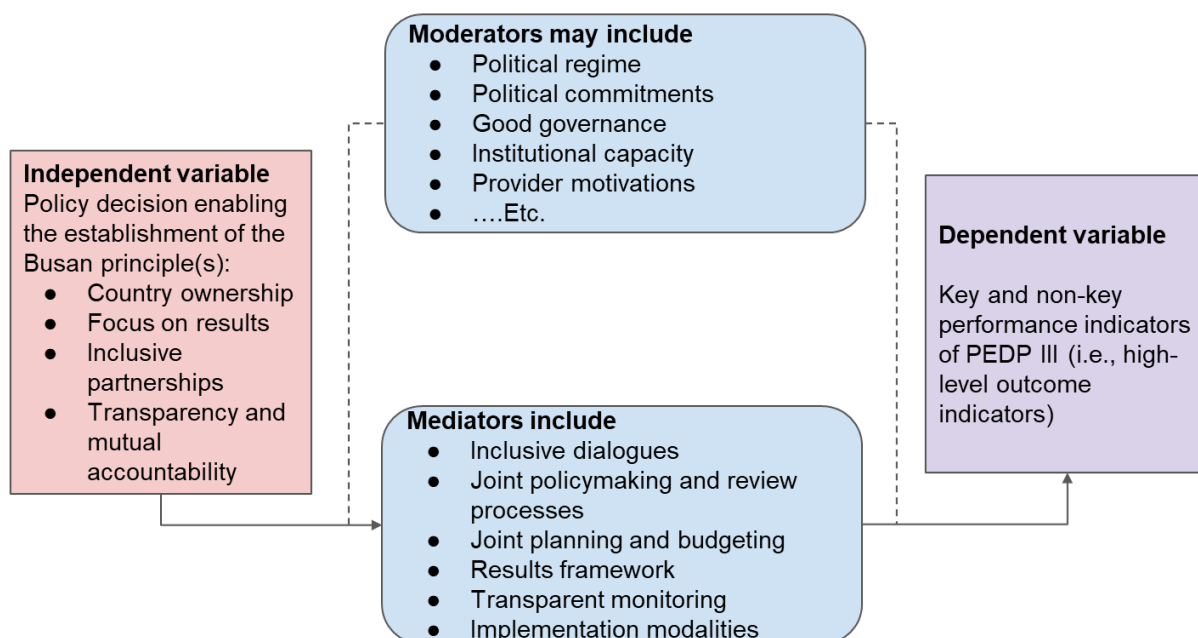 Moderators may include
● Political regime
● Political commitments
● Good governance
● Institutional capacity
● Provider motivations
● ….Etc.
Independent variable
Policy decision enabling
the establishment of the
Busan principle(s):
● Country ownership
● Focus on results
● Inclusive
partnerships
● Transparency and
mutual
accountability
Mediators include
● Inclusive dialogues
● Joint policymaking and review
processes
● Joint planning and budgeting
● Results framework
● Transparent monitoring
● Implementation modalities
Dependent variable
Key and non-key
performance indicators
of PEDP III (i.e., high-
level outcome
indicators)